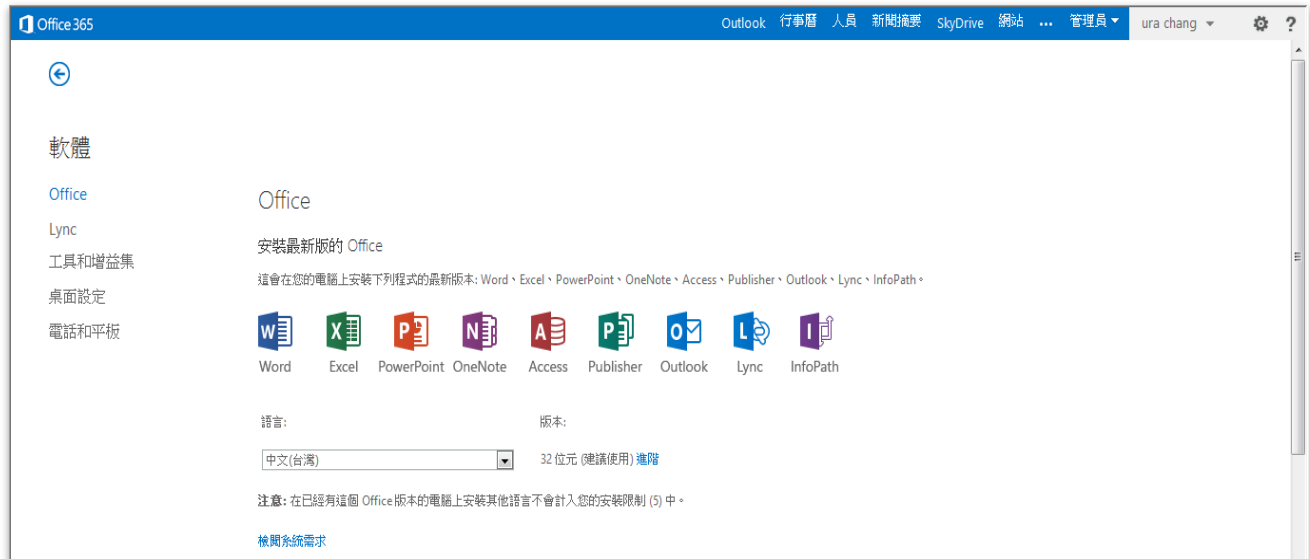 Office 365 Outlook 行事曆 人員 新聞摘要 SkyDrive 網站 ... 管理員 ura chang ?
軟體
Office
Lync
工具和增益集
桌面設定
電話和平板
Office
安裝最新版的 Office
這會在您的電腦上安裝下列程式的最新版本: Word、Excel、PowerPoint、OneNote、Access、Publisher、Outlook、Lync、InfoPath。
Word Excel PowerPoint OneNote Access Publisher Outlook Lync InfoPath
語言: 版本:
中文(台灣) 32 位元 (建議使用) 進階
注意: 在已經有這個 Office 版本的電腦上安裝其他語言不會計入您的安裝限制 (5) 中。
檢閱系統需求